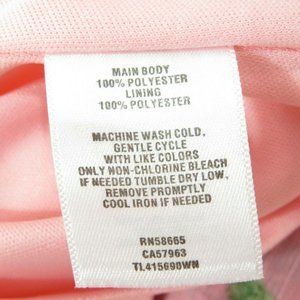 MAIN BODY
100% POLYESTER
LINING
100% POLYESTER
MACHINE WASH COLD,
GENTLE CYCLE
WITH LIKE COLORS
ONLY NON-CHLORINE BLEACH
IF NEEDED TUMBLE DRY LOW,
REMOVE PROMPTLY
COOL IRON IF NEEDED
RN58665
CA57963
TL415690WN